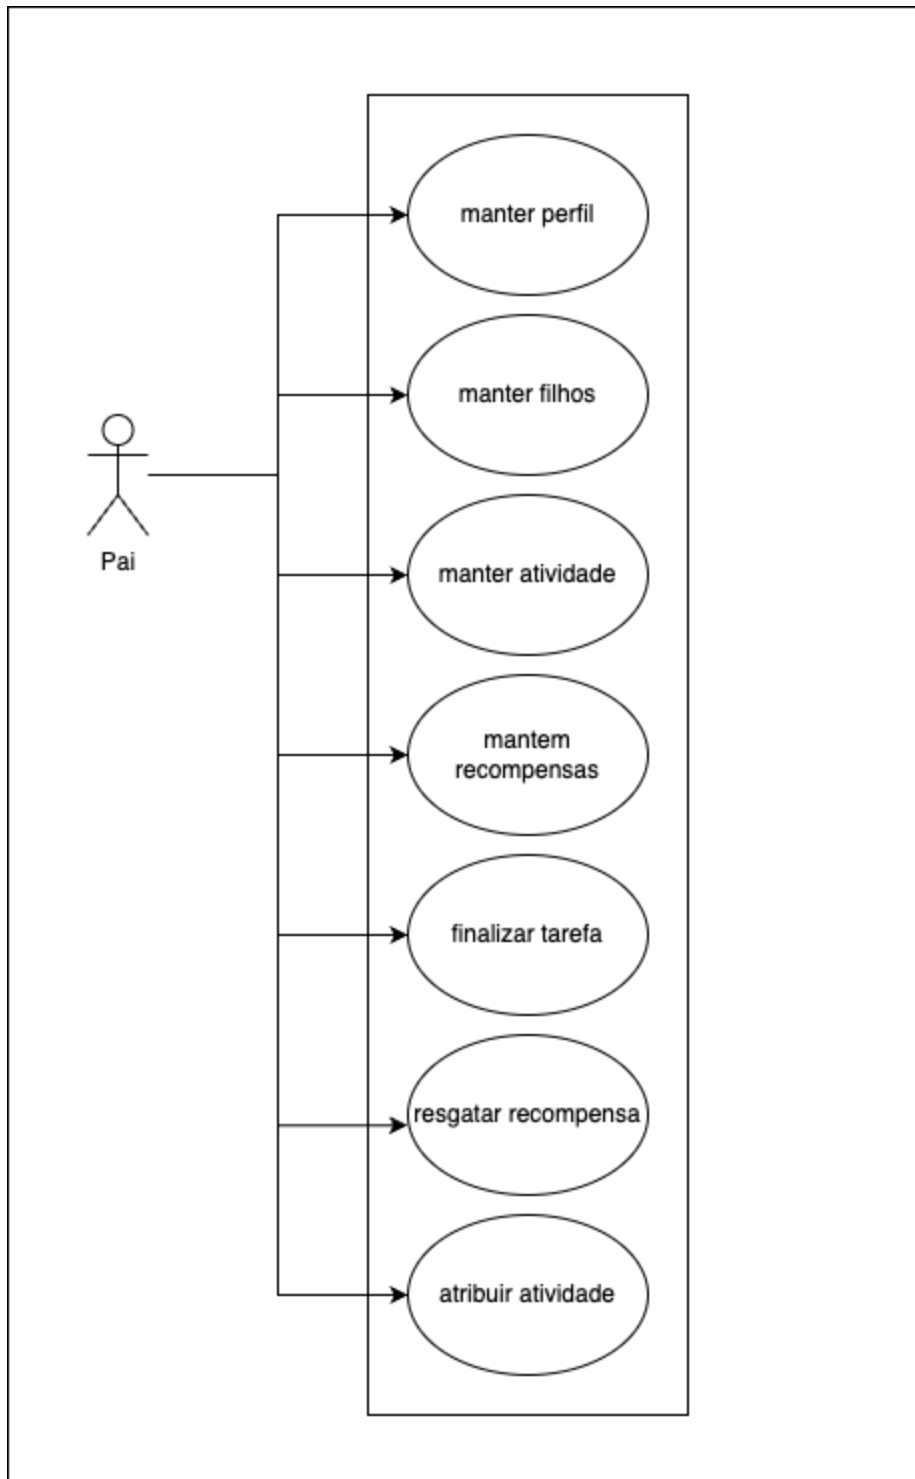 manter perfil
manter filhos
Pai
manter atividade
mantem
recompensas
finalizar tarefa
resgatar recompensa
atribuir atividade